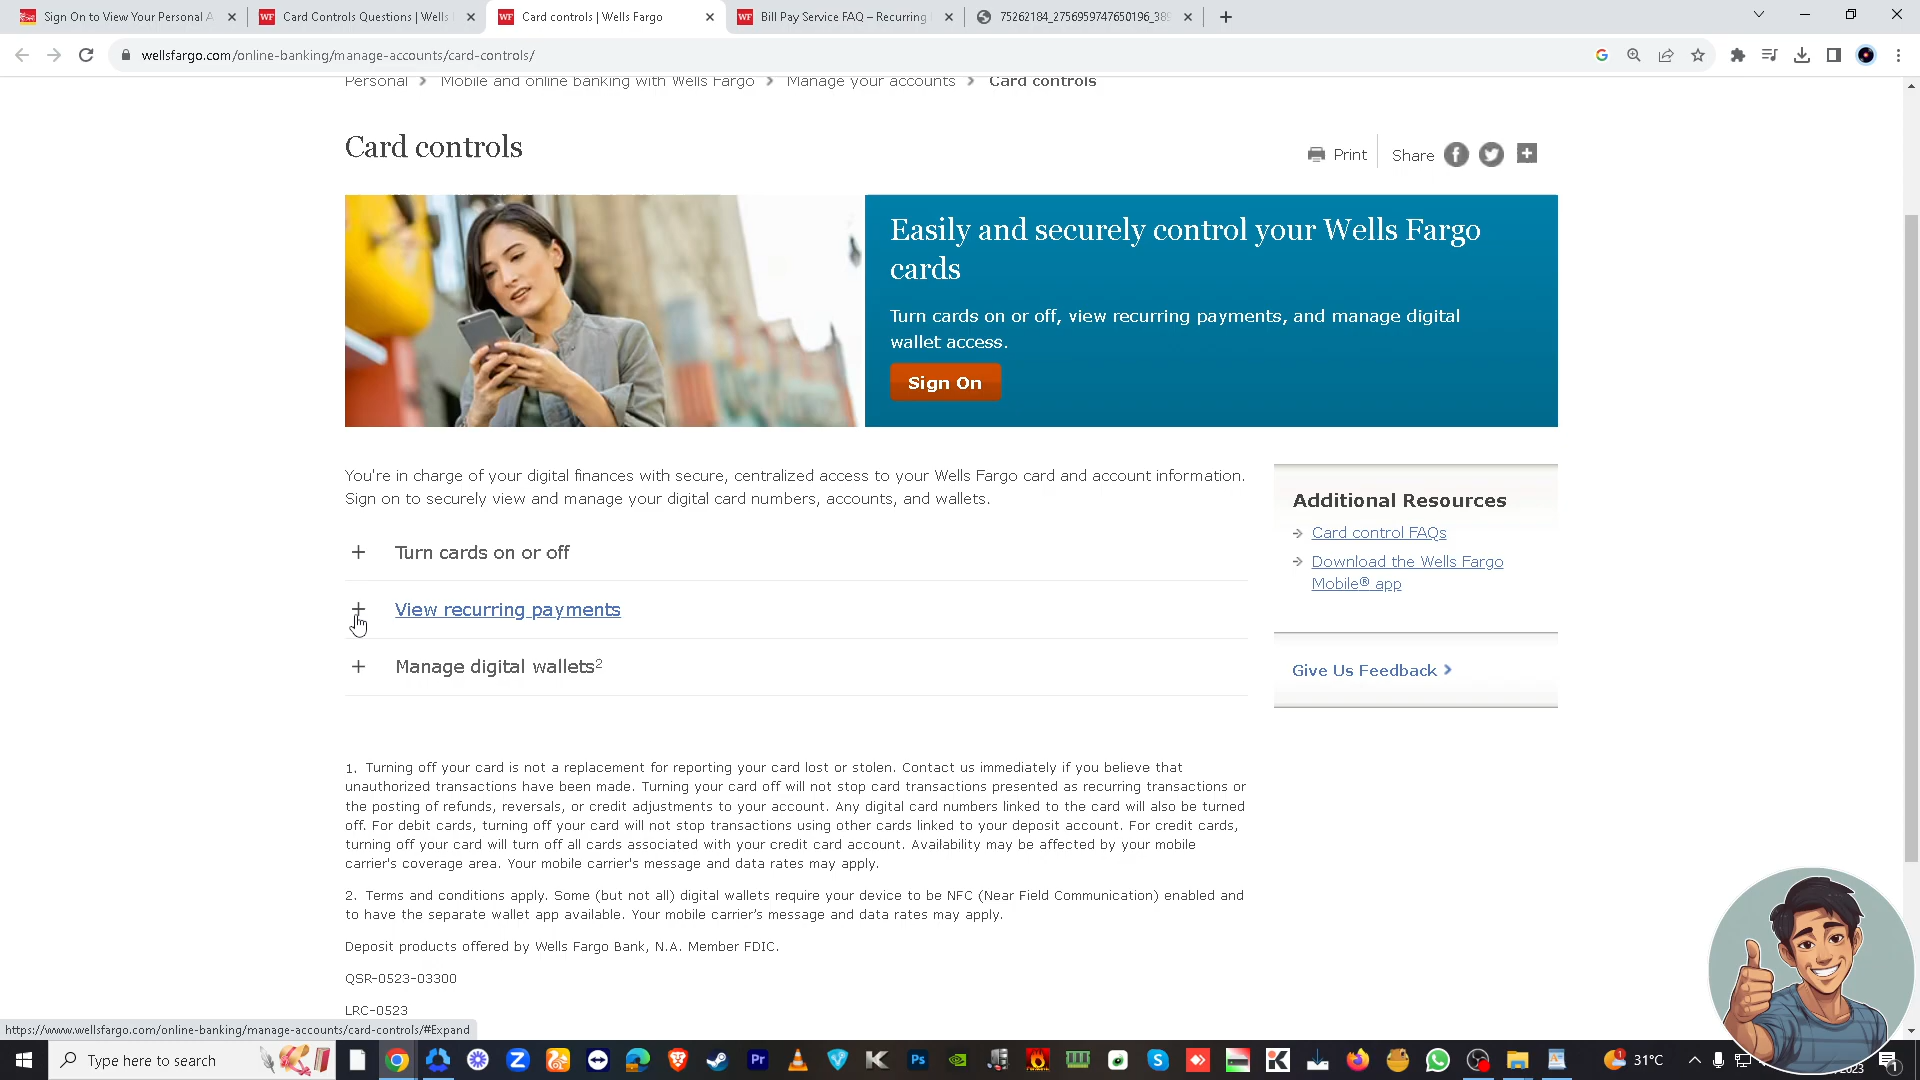 Sign On to View Your Personal A
Card Controls Questions | Wells
Card controls | Wells Fargo
Bill Pay Service FAQ – Recurring
75262184_2756959747650196_389
wellsfargo.com/online-banking/manage-accounts/card-controls/
Personal
Mobile and online banking with Wells Fargo
Manage your accounts
Card controls
Card controls
Print
Share
Easily and securely control your Wells Fargo
cards
Turn cards on or off, view recurring payments, and manage digital
wallet access.
Sign On
You're in charge of your digital finances with secure, centralized access to your Wells Fargo card and account information.
Sign on to securely view and manage your digital card numbers, accounts, and wallets.
+ Turn cards on or off
+ View recurring payments
+ Manage digital wallets2
Additional Resources
Card control FAQs
Download the Wells Fargo
Mobile® app
Give Us Feedback
1. Turning off your card is not a replacement for reporting your card lost or stolen. Contact us immediately if you believe that
unauthorized transactions have been made. Turning your card off will not stop card transactions presented as recurring transactions or
the posting of refunds, reversals, or credit adjustments to your account. Any digital card numbers linked to the card will also be turned
off. For debit cards, turning off your card will not stop transactions using other cards linked to your deposit account. For credit cards,
turning off your card will turn off all cards associated with your credit card account. Availability may be affected by your mobile
carrier's coverage area. Your mobile carrier's message and data rates may apply.
2. Terms and conditions apply. Some (but not all) digital wallets require your device to be NFC (Near Field Communication) enabled and
to have the separate wallet app available. Your mobile carrier's message and data rates may apply.
Deposit products offered by Wells Fargo Bank, N.A. Member FDIC.
QSR-0523-03300
LRC-0523
https://www.wellsfargo.com/online-banking/manage-accounts/card-controls/#Expand
Type here to search
31°C